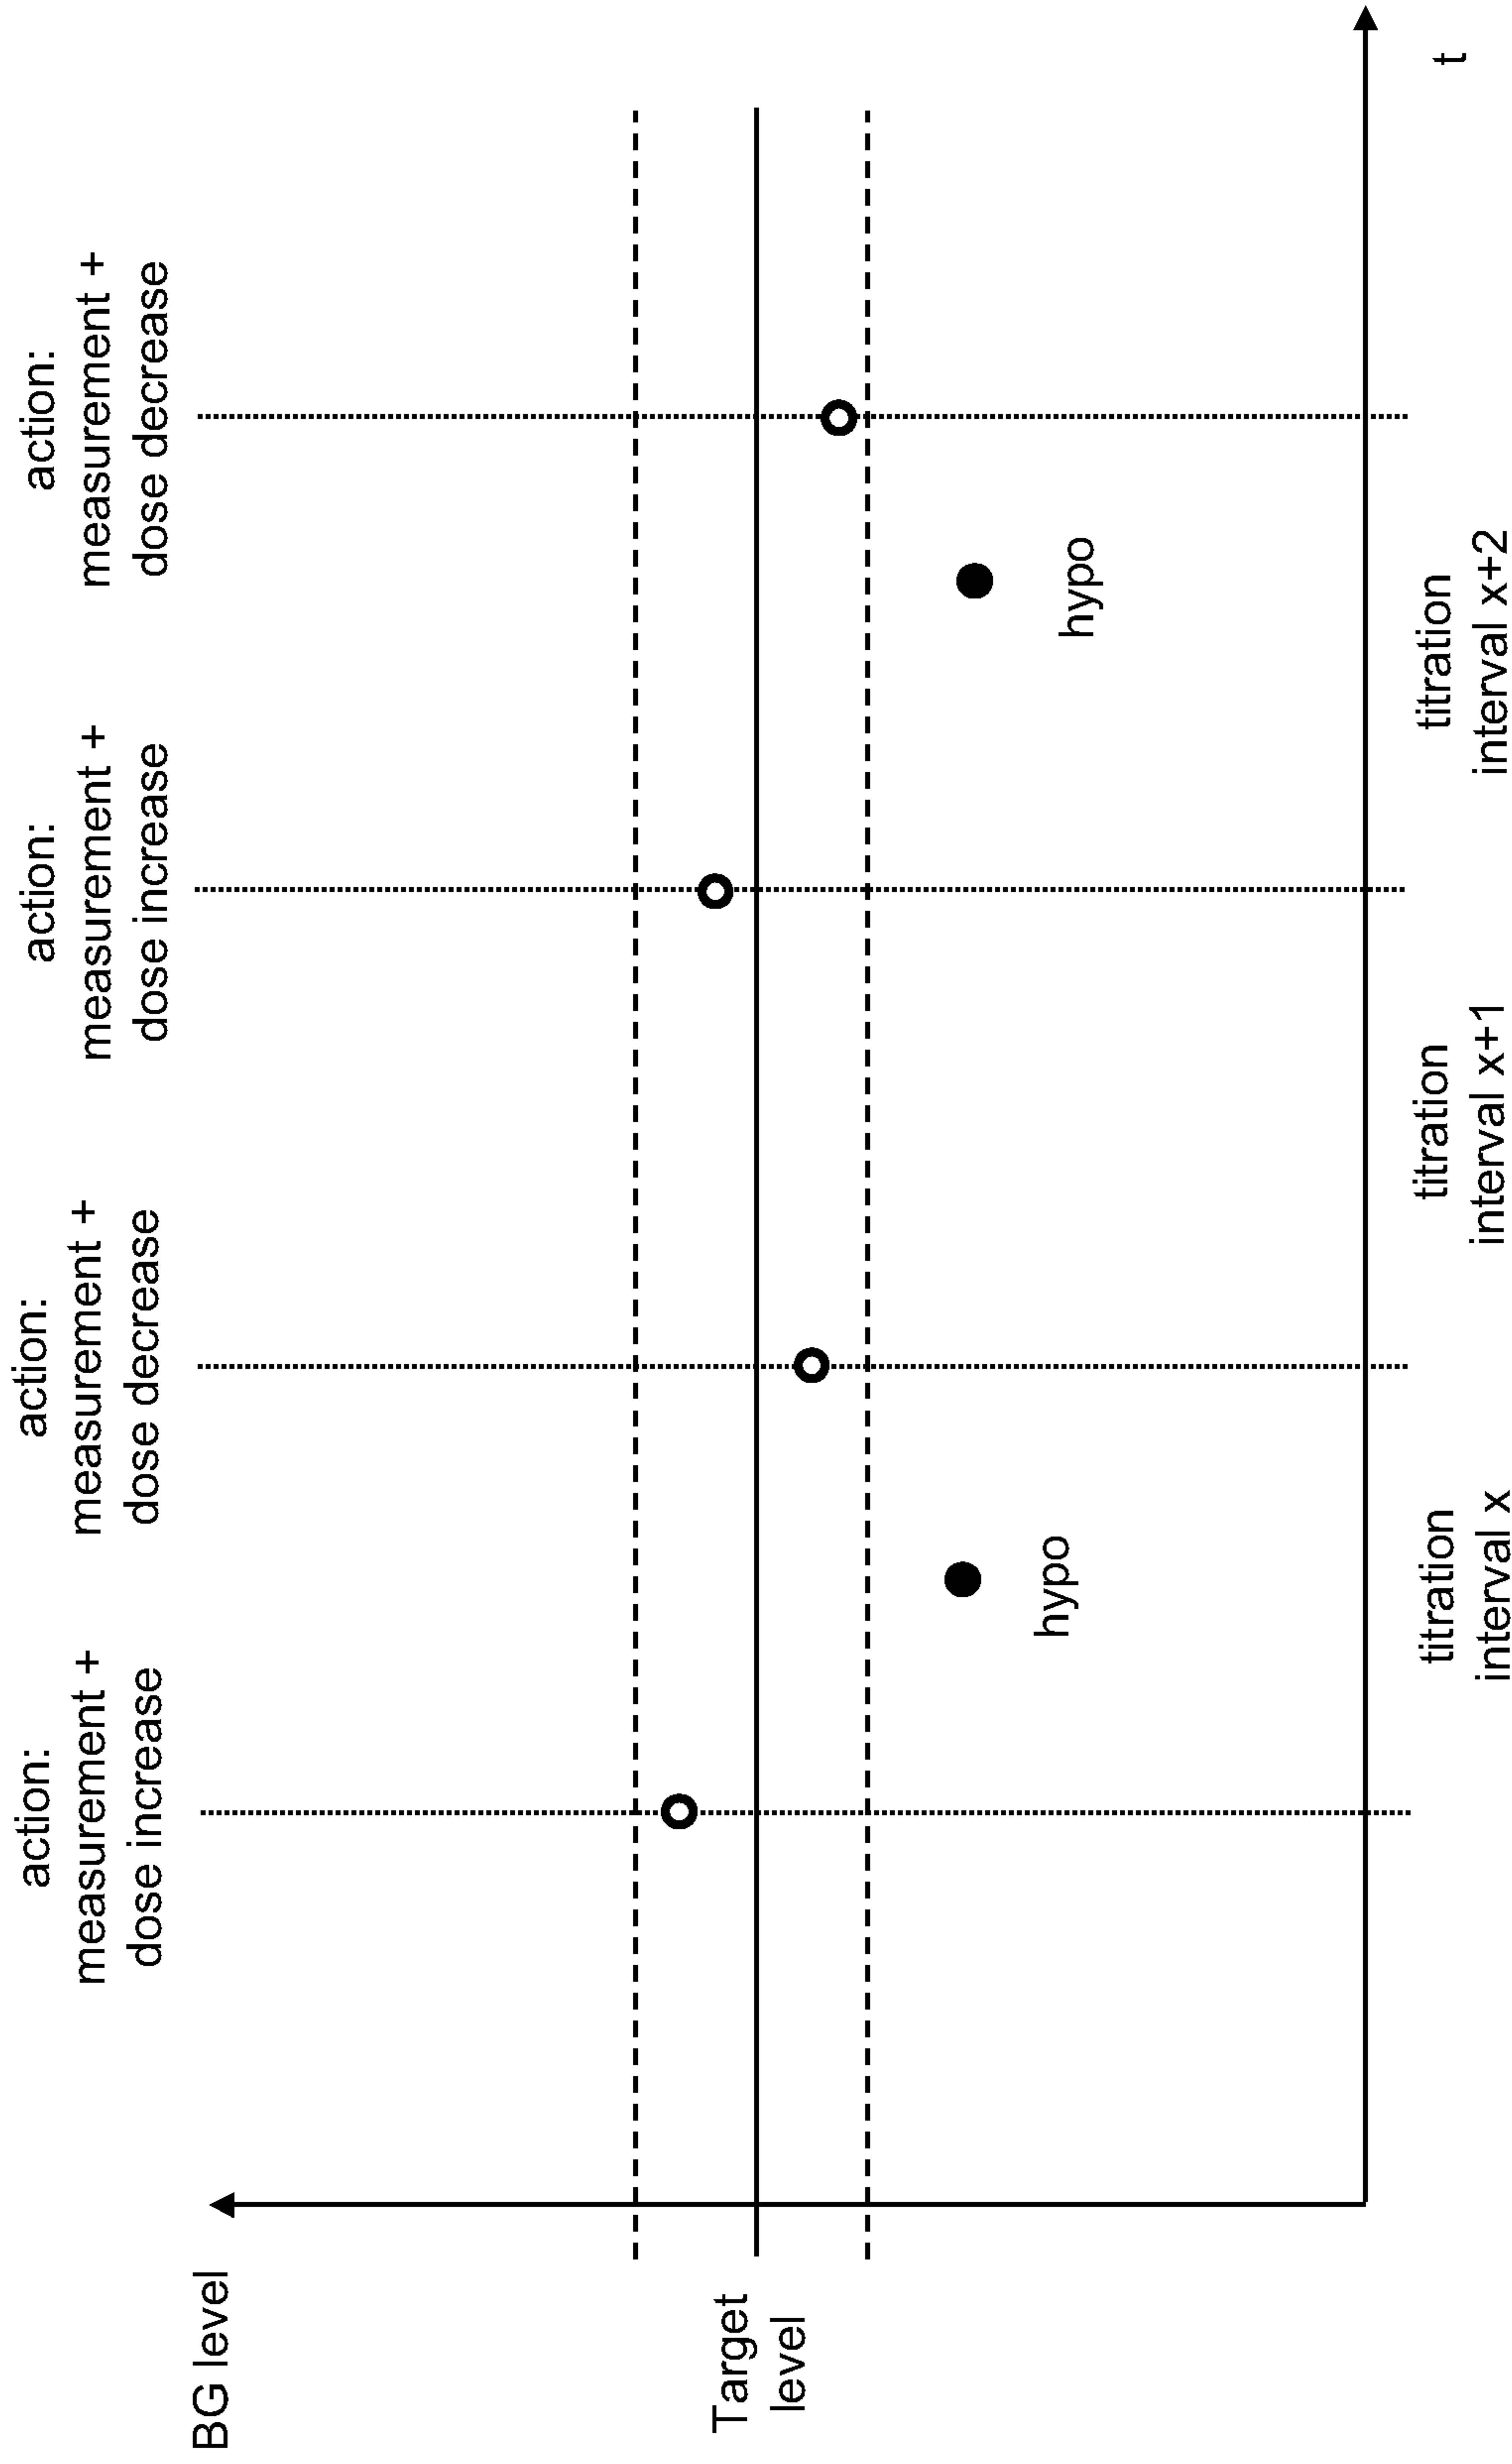 action:
measurement +
dose increase
action:
measurement +
dose decrease
action:
measurement +
dose increase
action:
measurement +
dose decrease
BG level
Target
level
hypo
hypo
t
titration
interval x
titration
interval x+1
titration
interval x+2